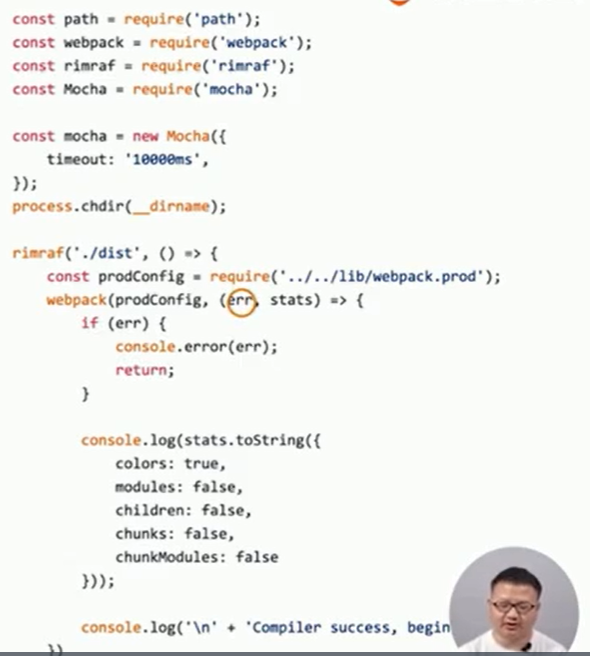 const path = require('path');
const webpack = require('webpack');
const rimraf = require('rimraf');
const Mocha = require('mocha');
const mocha = new Mocha({
    timeout: '10000ms',
});
process.chdir(__dirname);
rimraf('./dist', () => {
    const prodConfig = require('../../lib/webpack.prod');
    webpack(prodConfig, (err, stats) => {
        if (err) {
            console.error(err);
            return;
        }
        console.log(stats.toString({
            colors: true,
            modules: false,
            children: false,
            chunks: false,
            chunkModules: false
        }));
        console.log('\n' + 'Compiler success, begin
    })